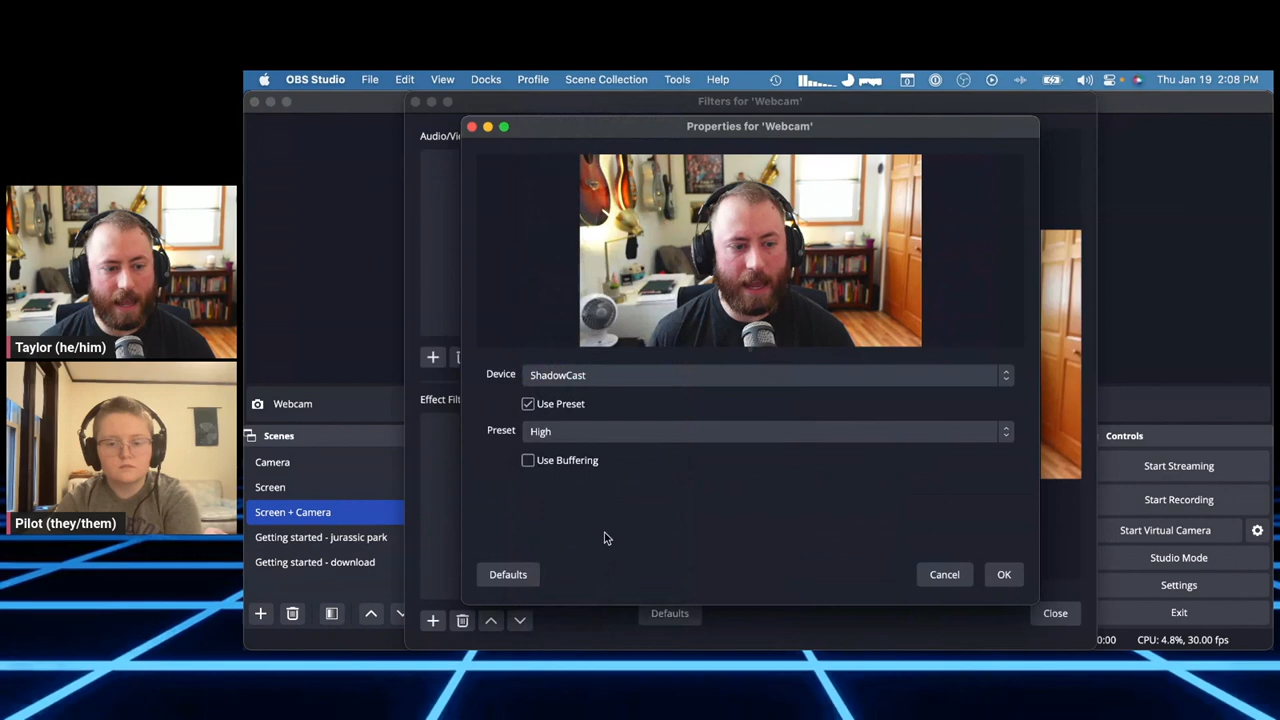 OBS Studio File Edit View Docks Profile Scene Collection Tools Help Thu Jan 19 2:08 PM
Filters for 'Webcam'
Properties for 'Webcam'
Device ShadowCast
Use Preset
Preset High
Use Buffering
Defaults Cancel OK
Defaults Close
Effect Filt
Webcam
Scenes
Camera
Screen
Screen + Camera
Getting started - jurassic park
Getting started - download
Controls
Start Streaming
Start Recording
Start Virtual Camera
Studio Mode
Settings
Exit
0:00 CPU: 4.8%, 30.00 fps
Taylor (he/him)
Pilot (they/them)